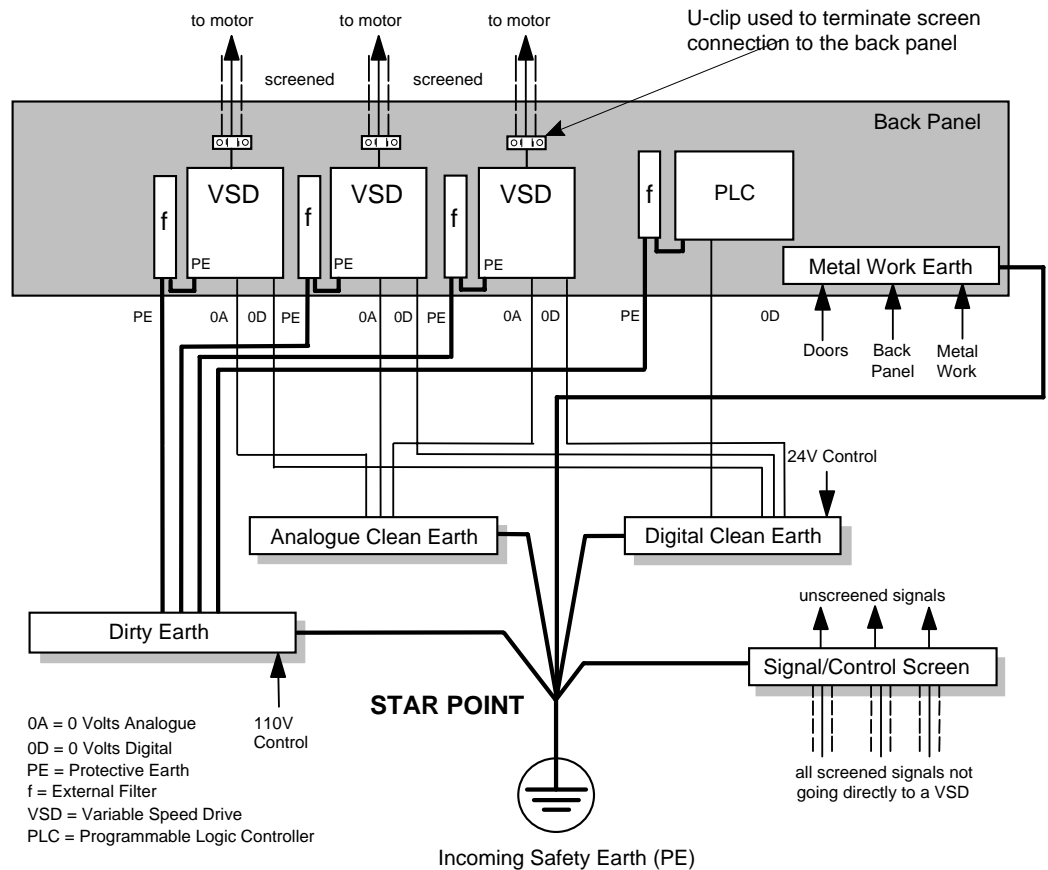 to motor
to motor
to motor
U-clip used to terminate screen
connection to the back panel
screened
screened
Back Panel
VSD
VSD
VSD
PLC
f
f
f
f
PE
PE
PE
Metal Work Earth
PE
0A
0D
PE
0A
0D
PE
0A
0D
PE
0D
Doors
Back
Panel
Metal
Work
24V Control
Analogue Clean Earth
Digital Clean Earth
unscreened signals
Dirty Earth
Signal/Control Screen
STAR POINT
110V
Control
0A = 0 Volts Analogue
0D = 0 Volts Digital
PE = Protective Earth
f = External Filter
VSD = Variable Speed Drive
PLC = Programmable Logic Controller
all screened signals not
going directly to a VSD
Incoming Safety Earth (PE)